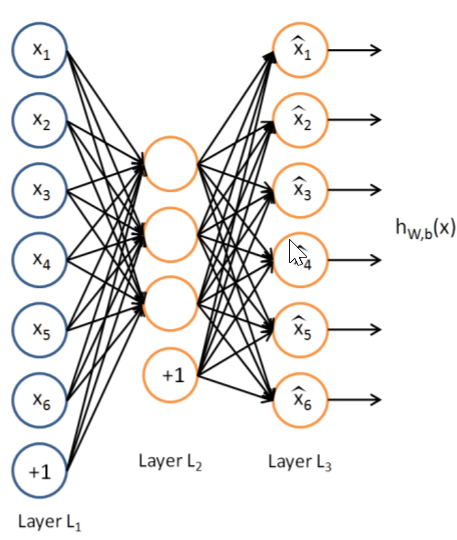 x₁
x₂
x₃
x₄
x₅
x₆
+1
Layer L₁
+1
Layer L₂
x̂₁
x̂₂
x̂₃
x̂₄
x̂₅
x̂₆
Layer L₃
h_W,b(x)